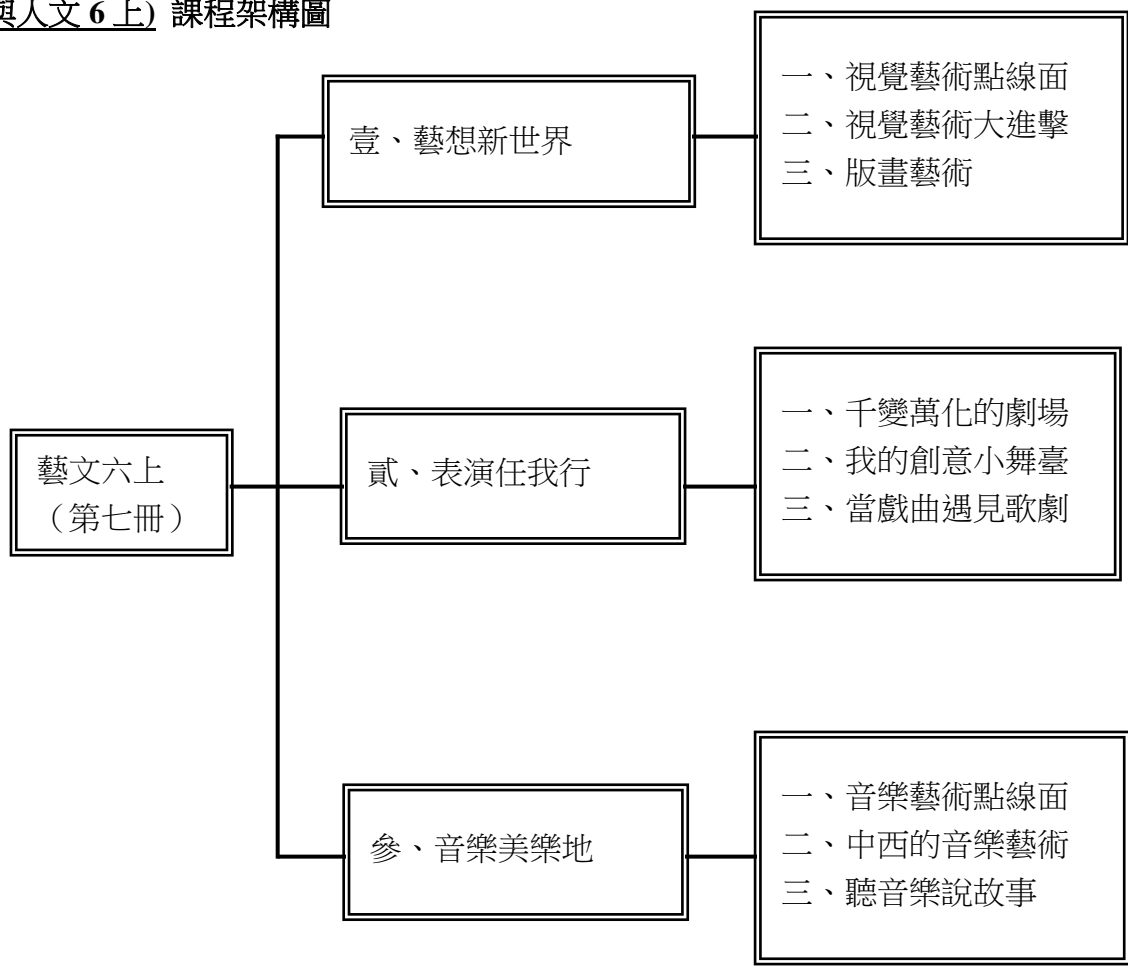 與人文 6 上) 課程架構圖
一、視覺藝術點線面
二、視覺藝術大進擊
三、版畫藝術
壹、藝想新世界
一、千變萬化的劇場
二、我的創意小舞臺
三、當戲曲遇見歌劇
貳、表演任我行
藝文六上
（第七冊）
一、音樂藝術點線面
二、中西的音樂藝術
三、聽音樂說故事
參、音樂美樂地